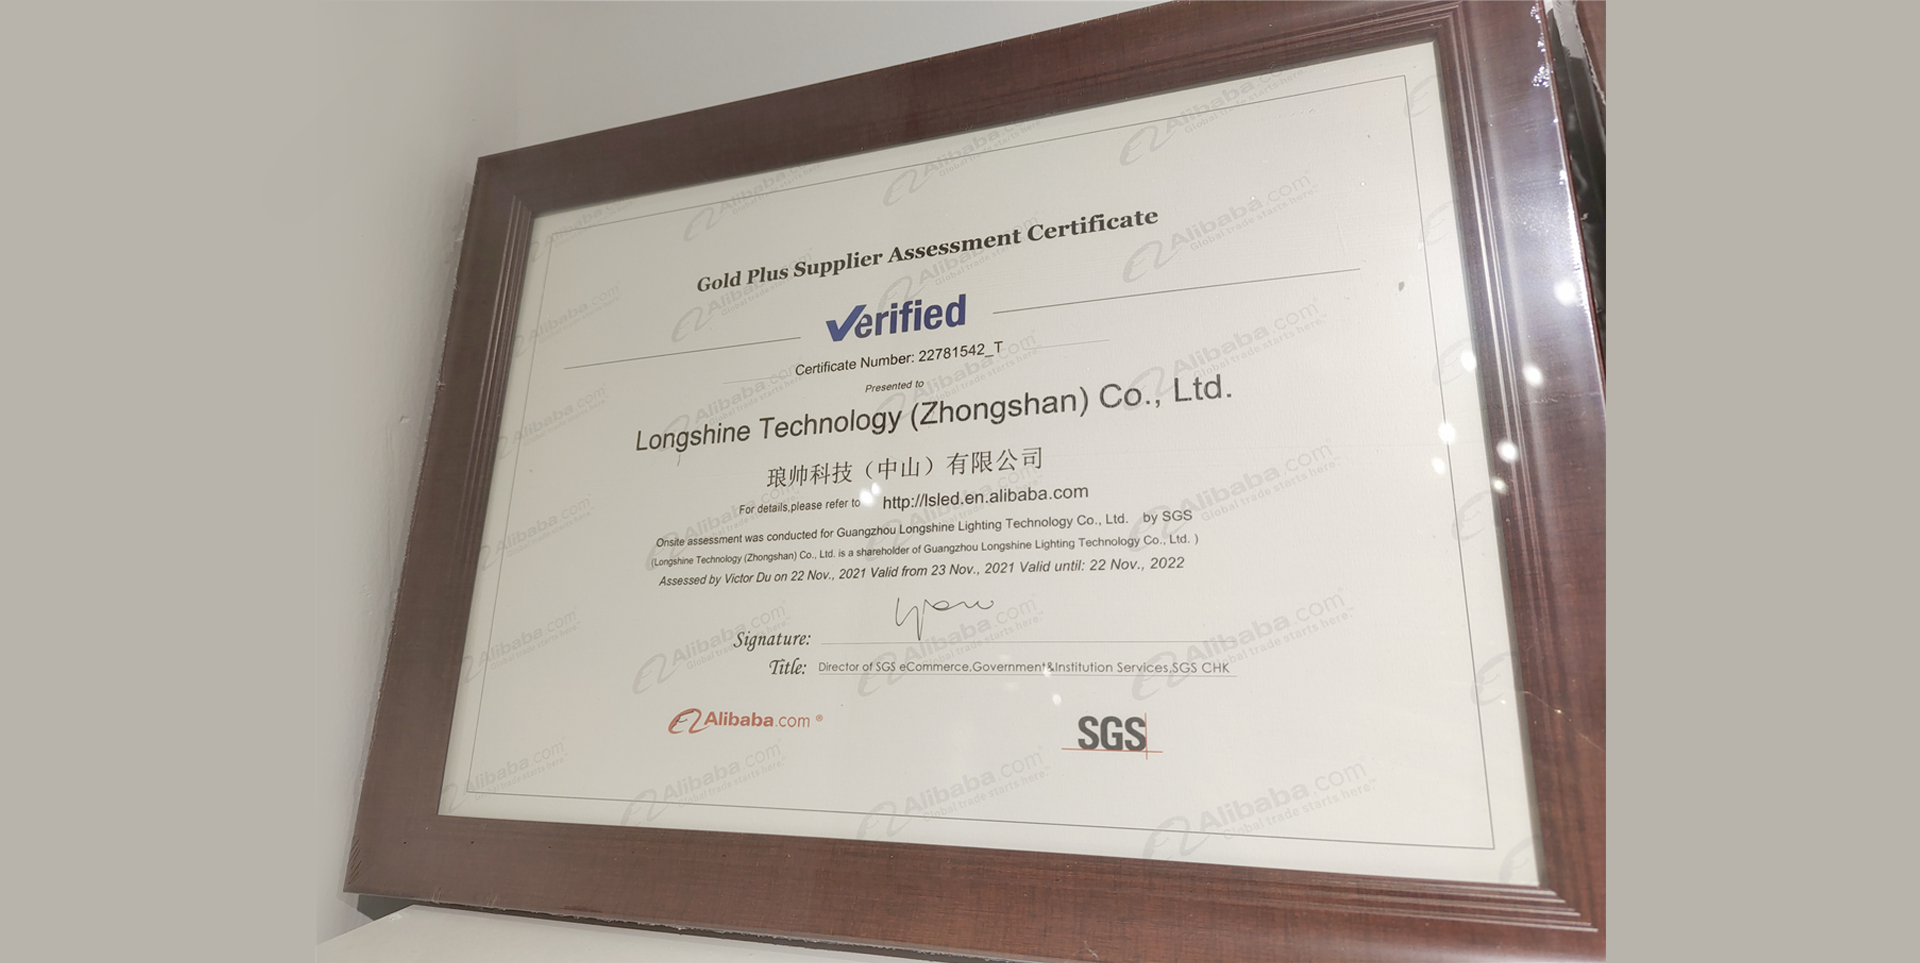 Gold Plus Supplier Assessment Certificate
Verified
Certificate Number: 22781542_T
Presented to
Longshine Technology (Zhongshan) Co., Ltd.
琅帅科技（中山）有限公司
For details,please refer to http://lsled.en.alibaba.com
Onsite assessment was conducted for Guangzhou Longshine Lighting Technology Co., Ltd. by SGS
(Longshine Technology (Zhongshan) Co., Ltd. is a shareholder of Guangzhou Longshine Lighting Technology Co., Ltd. )
Assessed by Victor Du on 22 Nov., 2021 Valid from 23 Nov., 2021 Valid until: 22 Nov., 2022
Signature:
Title: Director of SGS eCommerce,Government&Institution Services,SGS CHK
Alibaba.com ®
SGS